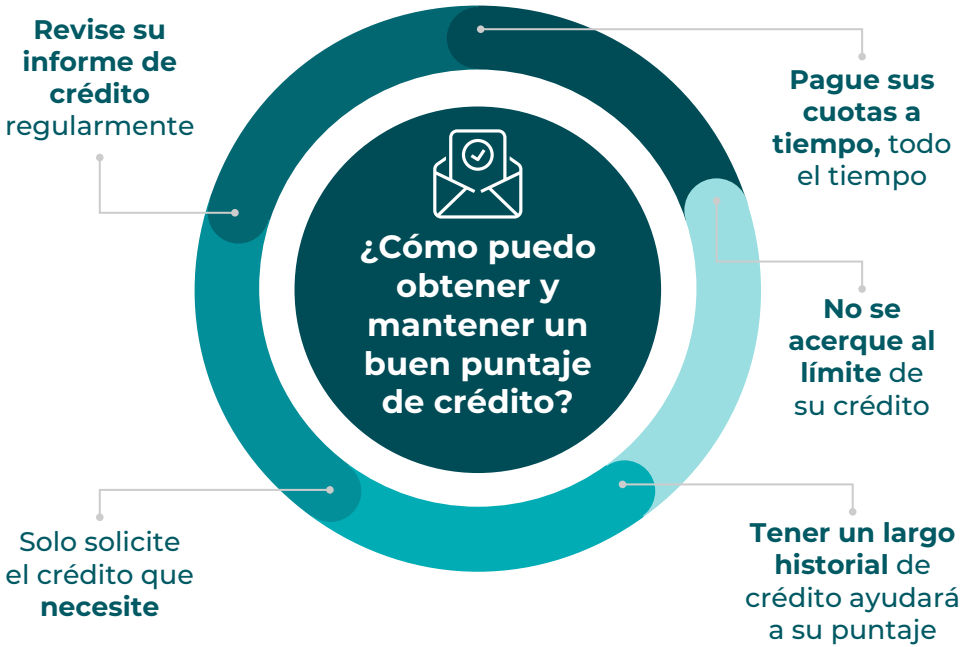 ¿Cómo puedo
obtener y
mantener un
buen puntaje
de crédito?
Pague sus
cuotas a
tiempo, todo
el tiempo
No se
acerque al
límite de
su crédito
Tener un largo
historial de
crédito ayudará
a su puntaje
Solo solicite
el crédito que
necesite
Revise su
informe de
crédito
regularmente